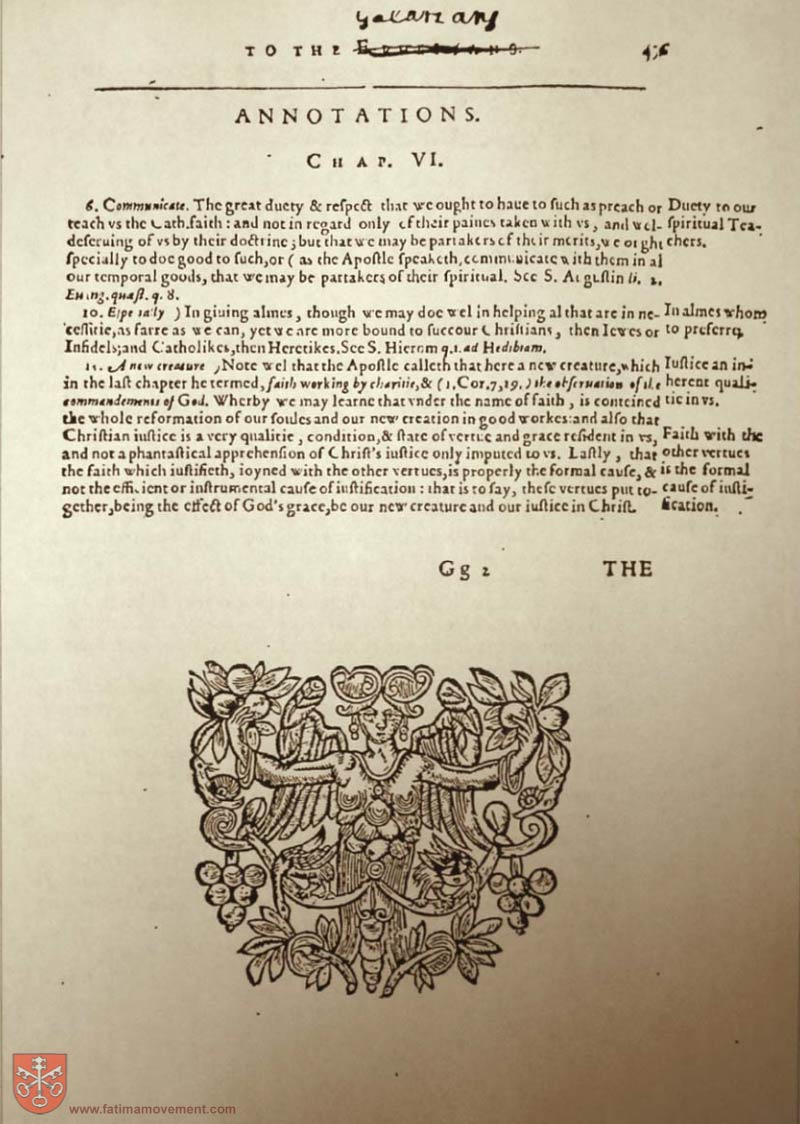 galatians
TO THE EPHESIANS. 476
ANNOTATIONS.
CHAP. VI.
6. Communicate. The great duety & reſpect that we ought to haue to ſuch as preach or
teach vs the Cath.faith: and not in regard only of their paines taken with vs, and wel-
deſeruing of vs by their doctrine; but that we may be partakers of their merits, we ought
ſpecially to doe good to ſuch, or (as the Apoſtle ſpeaketh, communicate with them in al
our temporal goods, that we may be partakers of their ſpiritual. See S. Auguſtin li. 2.
Euang. quæſt. q. 8.
Duety to our
ſpiritual Tea-
chers.
10. Eſpecially) In giuing almes, though we may doe wel in helping al that are in ne-
ceſſitie, as farre as we can, yet we are more bound to ſuccour Chriſtians, then Iewes or
Infidels; and Catholikes, then Heretikes. See S. Hierom q.1. ad Hedibiam.
In almes whom
to preferre.
15. A new creature) Note wel that the Apoſtle calleth that here a new creature, which
in the laſt chapter he termed, faith working by charitie, & (1. Cor. 7, 19.) the obſeruation of the
commandements of God. Wherby we may learne that vnder the name of faith, is conteined
the whole reformation of our ſoules and our new creation in good workes: and alſo that
Chriſtian iuſtice is a very qualitie, condition, & ſtate of vertue and grace reſident in vs,
and not a phantaſtical apprehenſion of Chriſt's iuſtice only imputed to vs. Laſtly, that
the faith which iuſtifieth, ioyned with the other vertues, is properly the formal cauſe, &
not the efficient or inſtrumental cauſe of iuſtification: that is to ſay, theſe vertues put to-
gether, being the effect of God's grace, be our new creature and our iuſtice in Chriſt.
Iuſtice an in-
herent quali-
tie in vs.
Faith with the
other vertues
is the formal
cauſe of iuſti-
fication.
Gg 2 THE
www.fatimamovement.com